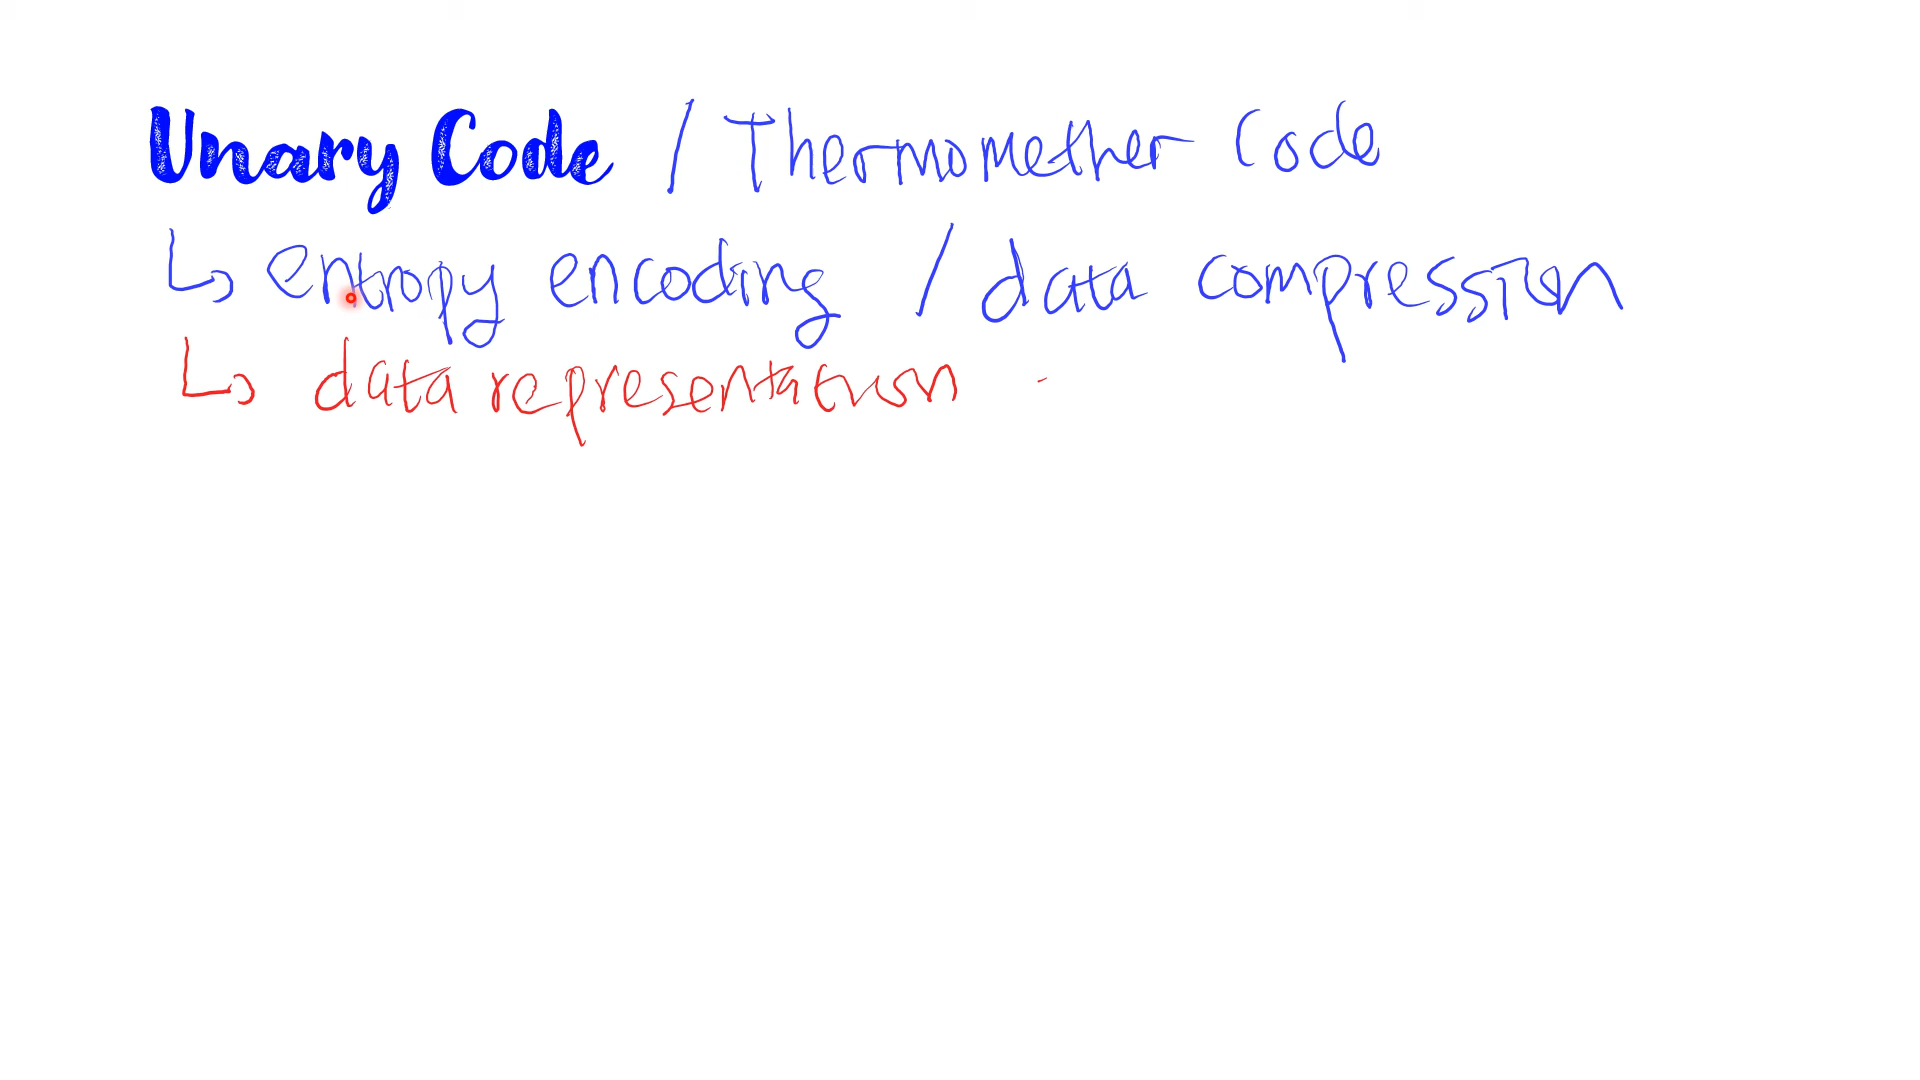 Unary Code / Thermomether Code
↳ entropy encoding / data compression
↳ data representation